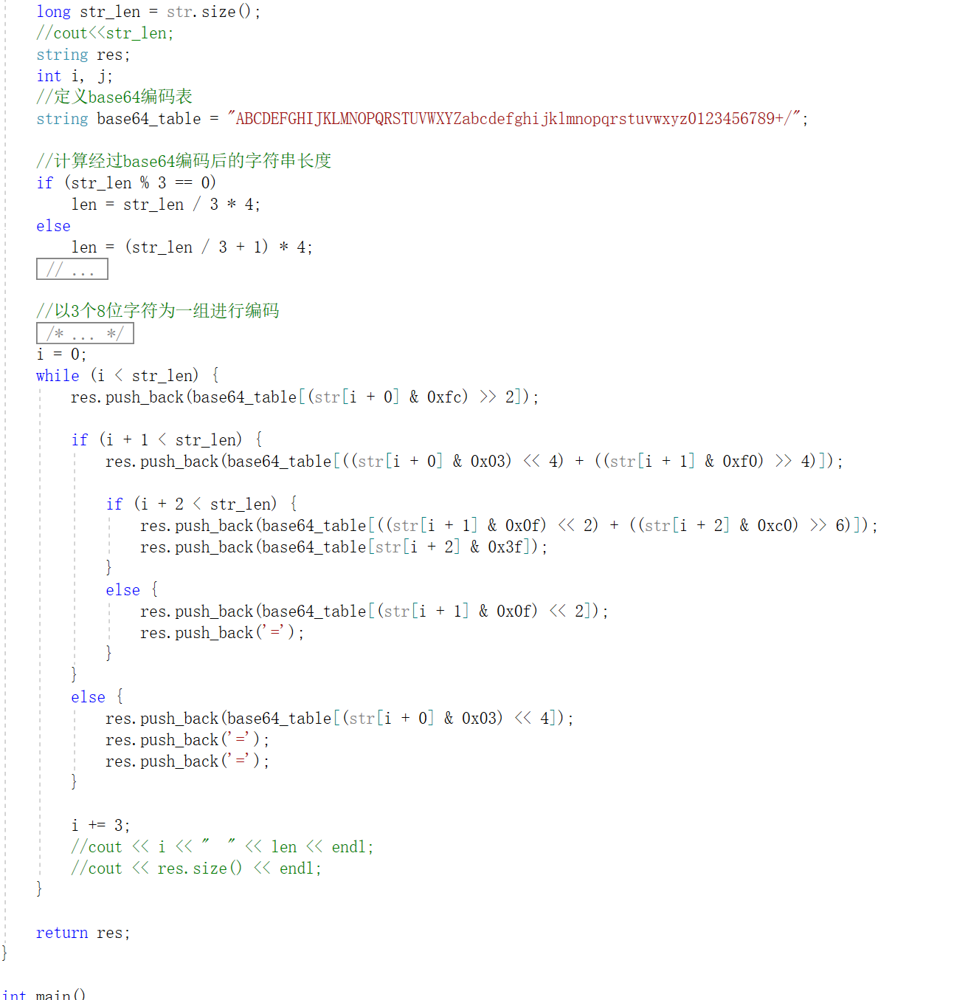 long str_len = str.size();
//cout<<str_len;
string res;
int i, j;
//定义base64编码表
string base64_table = "ABCDEFGHIJKLMNOPQRSTUVWXYZabcdefghijklmnopqrstuvwxyz0123456789+/";
//计算经过base64编码后的字符串长度
if (str_len % 3 == 0)
len = str_len / 3 * 4;
else
len = (str_len / 3 + 1) * 4;
// ...
//以3个8位字符为一组进行编码
/* ... */
i = 0;
while (i < str_len) {
res.push_back(base64_table[(str[i + 0] & 0xfc) >> 2]);
if (i + 1 < str_len) {
res.push_back(base64_table[((str[i + 0] & 0x03) << 4) + ((str[i + 1] & 0xf0) >> 4)]);
if (i + 2 < str_len) {
res.push_back(base64_table[((str[i + 1] & 0x0f) << 2) + ((str[i + 2] & 0xc0) >> 6)]);
res.push_back(base64_table[str[i + 2] & 0x3f]);
}
else {
res.push_back(base64_table[(str[i + 1] & 0x0f) << 2]);
res.push_back('=');
}
}
else {
res.push_back(base64_table[(str[i + 0] & 0x03) << 4]);
res.push_back('=');
res.push_back('=');
}
i += 3;
//cout << i << "  " << len << endl;
//cout << res.size() << endl;
}
return res;
}
int main()